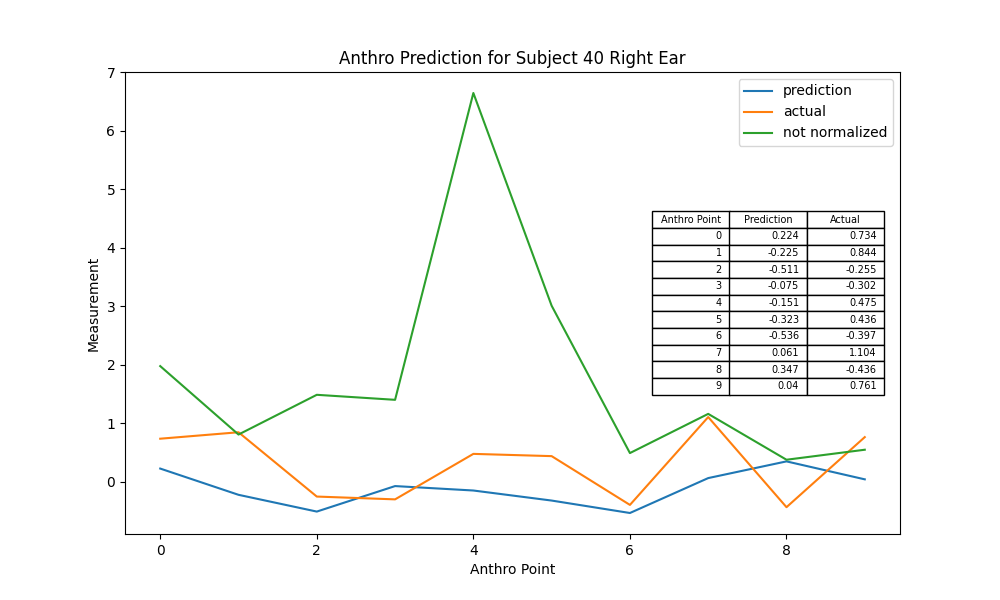 Anthro Prediction for Subject 40 Right Ear
7
6
5
4
3
2
1
0
Measurement
prediction
actual
not normalized
Anthro Point Prediction Actual
0 0.224 0.734
1 -0.225 0.844
2 -0.511 -0.255
3 -0.075 -0.302
4 -0.151 0.475
5 -0.323 0.436
6 -0.536 -0.397
7 0.061 1.104
8 0.347 -0.436
9 0.04 0.761
0 2 4 6 8
Anthro Point